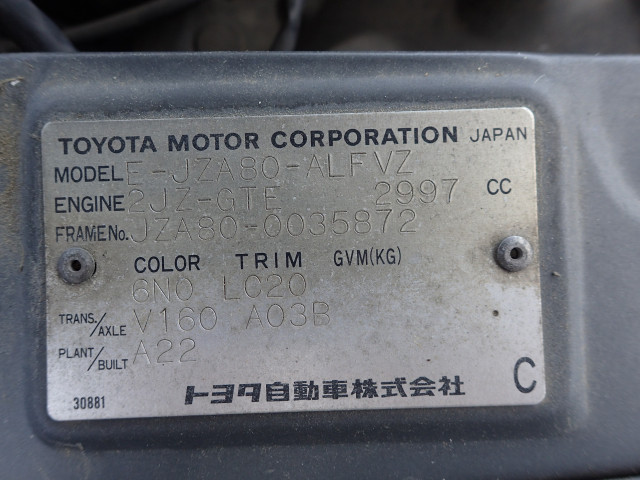 TOYOTA MOTOR CORPORATION JAPAN
MODEL E-JZA80-ALFVZ
ENGINE 2JZ-GTE 2997 CC
FRAME No. JZA80-0035872
COLOR TRIM GVM(KG)
6N0 LC20
TRANS./AXLE V160 A03B
PLANT/BUILT A22
30881 トヨタ自動車株式会社 C